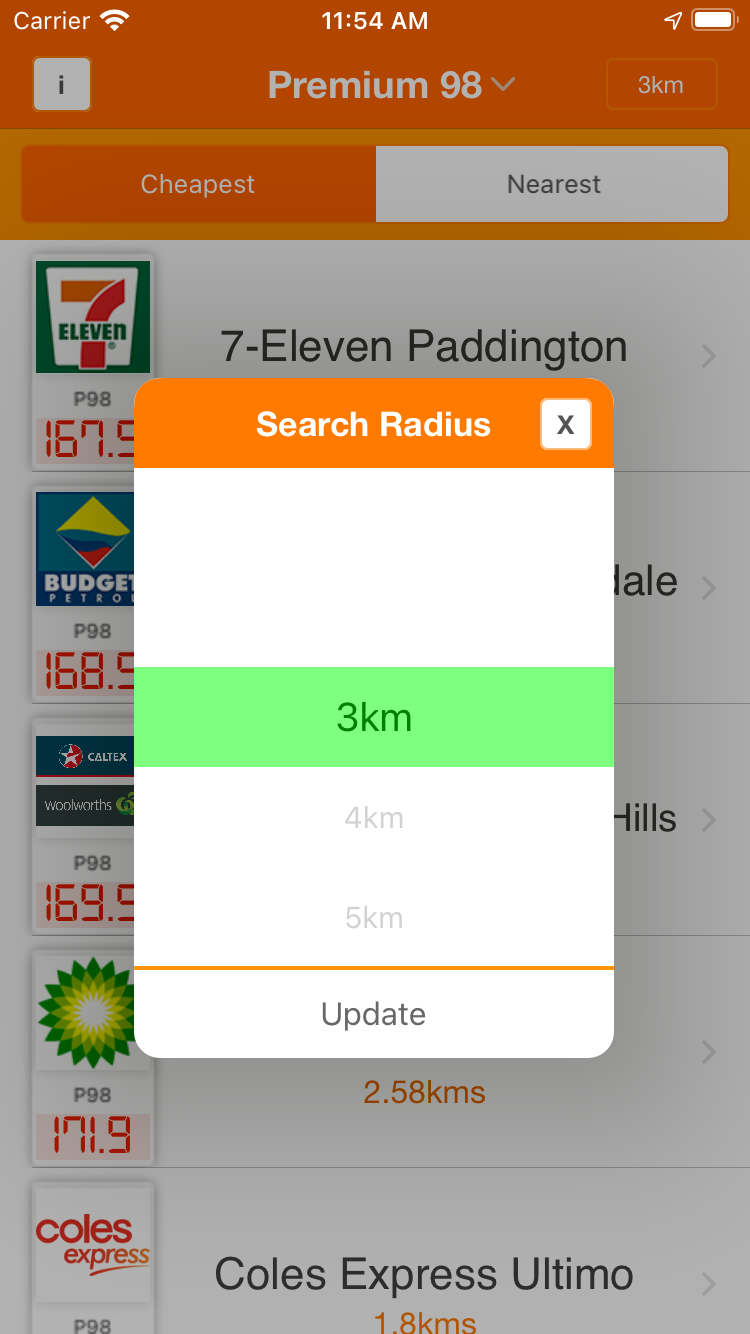 Carrier 11:54 AM
i Premium 98 3km
Cheapest Nearest
7
ELEVEN
®
7-Eleven Paddington
P98
167.9
Search Radius X
BUDGET
PETROL
dale
P98
168.9
3km
CALTEX
Woolworths
Hills
4km
P98
169.9
5km
Update
P98
2.58kms
171.9
coles
express
Coles Express Ultimo
1.8kms
P98